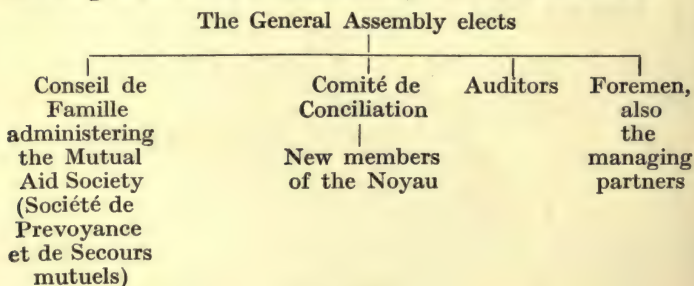 The General Assembly elects
Conseil de
Famille
administering
the Mutual
Aid Society
(Société de
Prevoyance
et de Secours
mutuels)
Comité de
Conciliation
New members
of the Noyau
Auditors
Foremen,
also
the
managing
partners